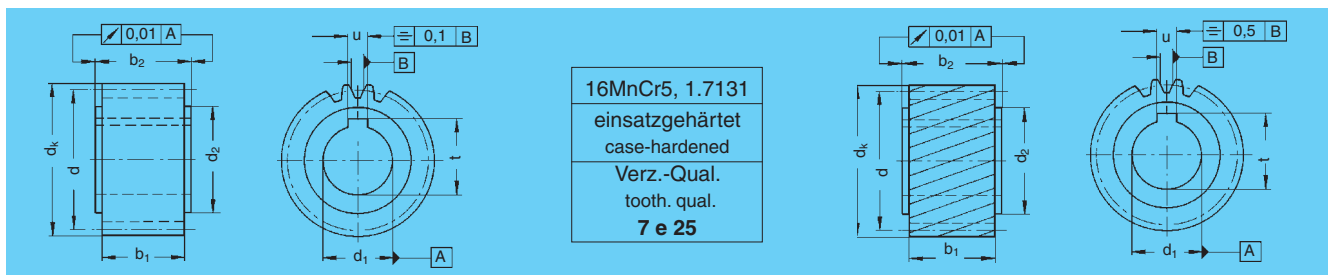 ↗ 0,01 A
b₂
dₖ
d
d₂
b₁
u
⌯ 0,1 B
B
t
d₁
A
16MnCr5, 1.7131
einsatzgehärtet
case-hardened
Verz.-Qual.
tooth. qual.
7 e 25
↗ 0,01 A
b₂
dₖ
d
d₂
b₁
u
⌯ 0,5 B
B
t
d₁
A